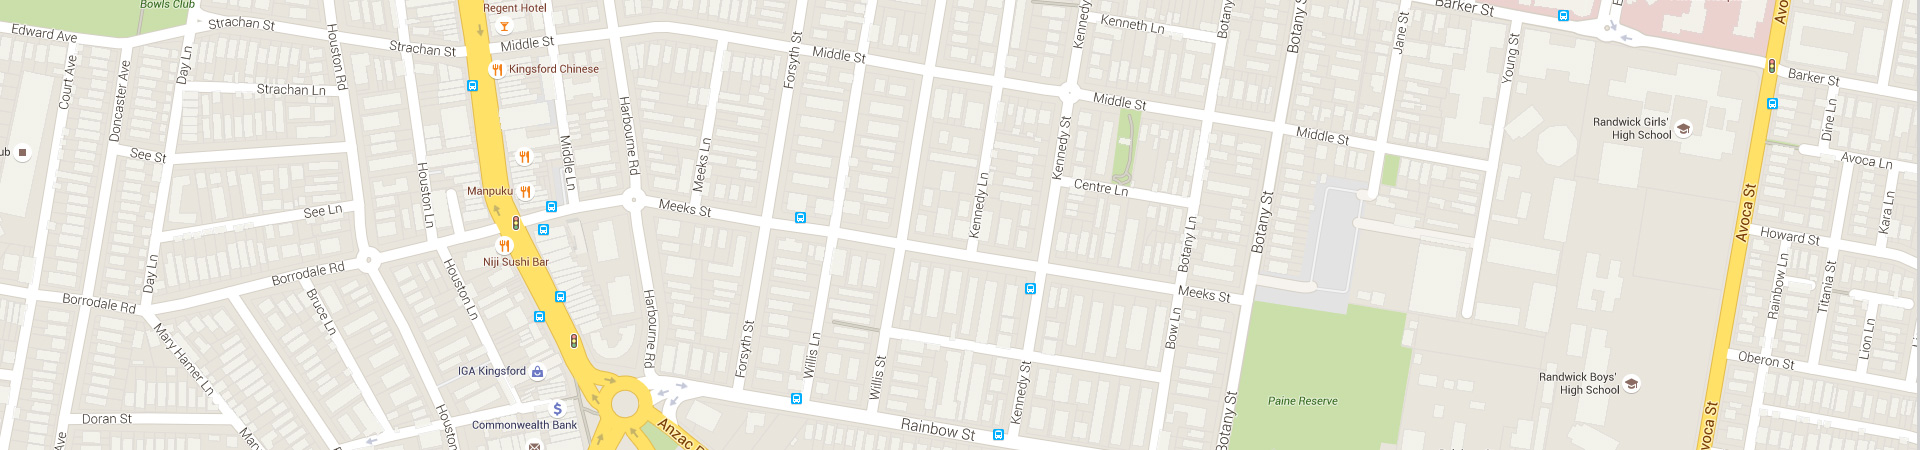 Bowls Club
Regent Hotel
Edward Ave
Strachan St
Houston Rd
Strachan St
Middle St
Kingsford Chinese
Forsyth St
Middle St
Kennedy
Kenneth Ln
Botany
Botany S
Jane St
Barker St
Young St
Avo
Barker St
Court Ave
Doncaster Ave
Day Ln
Strachan Ln
Harbourne Rd
Middle St
Middle St
Randwick Girls'
High School
Dine Ln
Avoca Ln
See St
Houston Ln
Middle Ln
Meeks Ln
Kennedy St
Centre Ln
Manpuku
See Ln
Meeks St
Kennedy Ln
Botany St
Botany Ln
Avoca St
Howard St
Kara Ln
Niji Sushi Bar
Borrodale Rd
Day Ln
Houston Ln
Borrodale Rd
Bruce Ln
Harbourne Rd
Meeks St
Rainbow Ln
Titania St
Lion Ln
Mary Hamer Ln
Forsyth St
Willis Ln
Willis St
Kennedy St
Bow Ln
Oberon St
IGA Kingsford
Randwick Boys'
High School
Doran St
Houston
Commonwealth Bank
Anzac
Rainbow St
Botany St
Paine Reserve
voca St
Ave
Mary